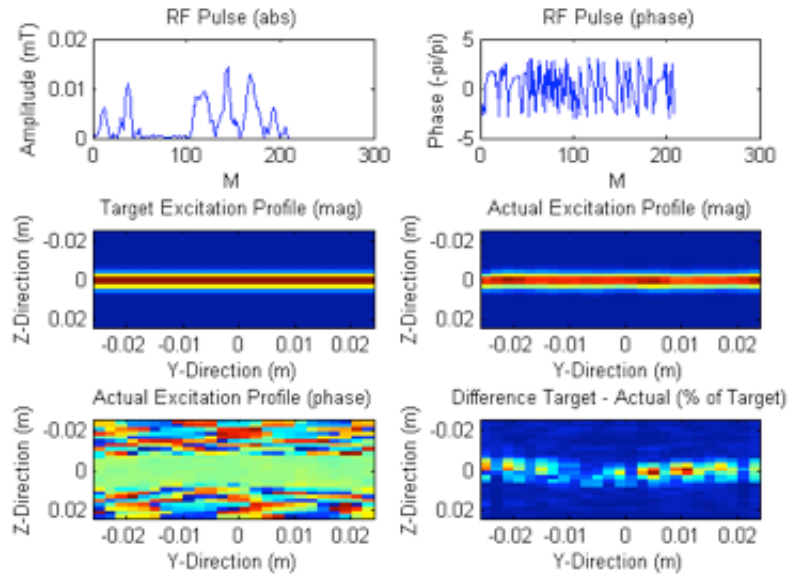 RF Pulse (abs)
Amplitude (mT)
0.02
0.01
0
0 100 200 300
M
RF Pulse (phase)
Phase (-pi/pi)
5
0
-5
0 100 200 300
M
Target Excitation Profile (mag)
Z-Direction (m)
-0.02
0
0.02
-0.02 -0.01 0 0.01 0.02
Y-Direction (m)
Actual Excitation Profile (mag)
Z-Direction (m)
-0.02
0
0.02
-0.02 -0.01 0 0.01 0.02
Y-Direction (m)
Actual Excitation Profile (phase)
Z-Direction (m)
-0.02
0
0.02
-0.02 -0.01 0 0.01 0.02
Y-Direction (m)
Difference Target - Actual (% of Target)
Z-Direction (m)
-0.02
0
0.02
-0.02 -0.01 0 0.01 0.02
Y-Direction (m)